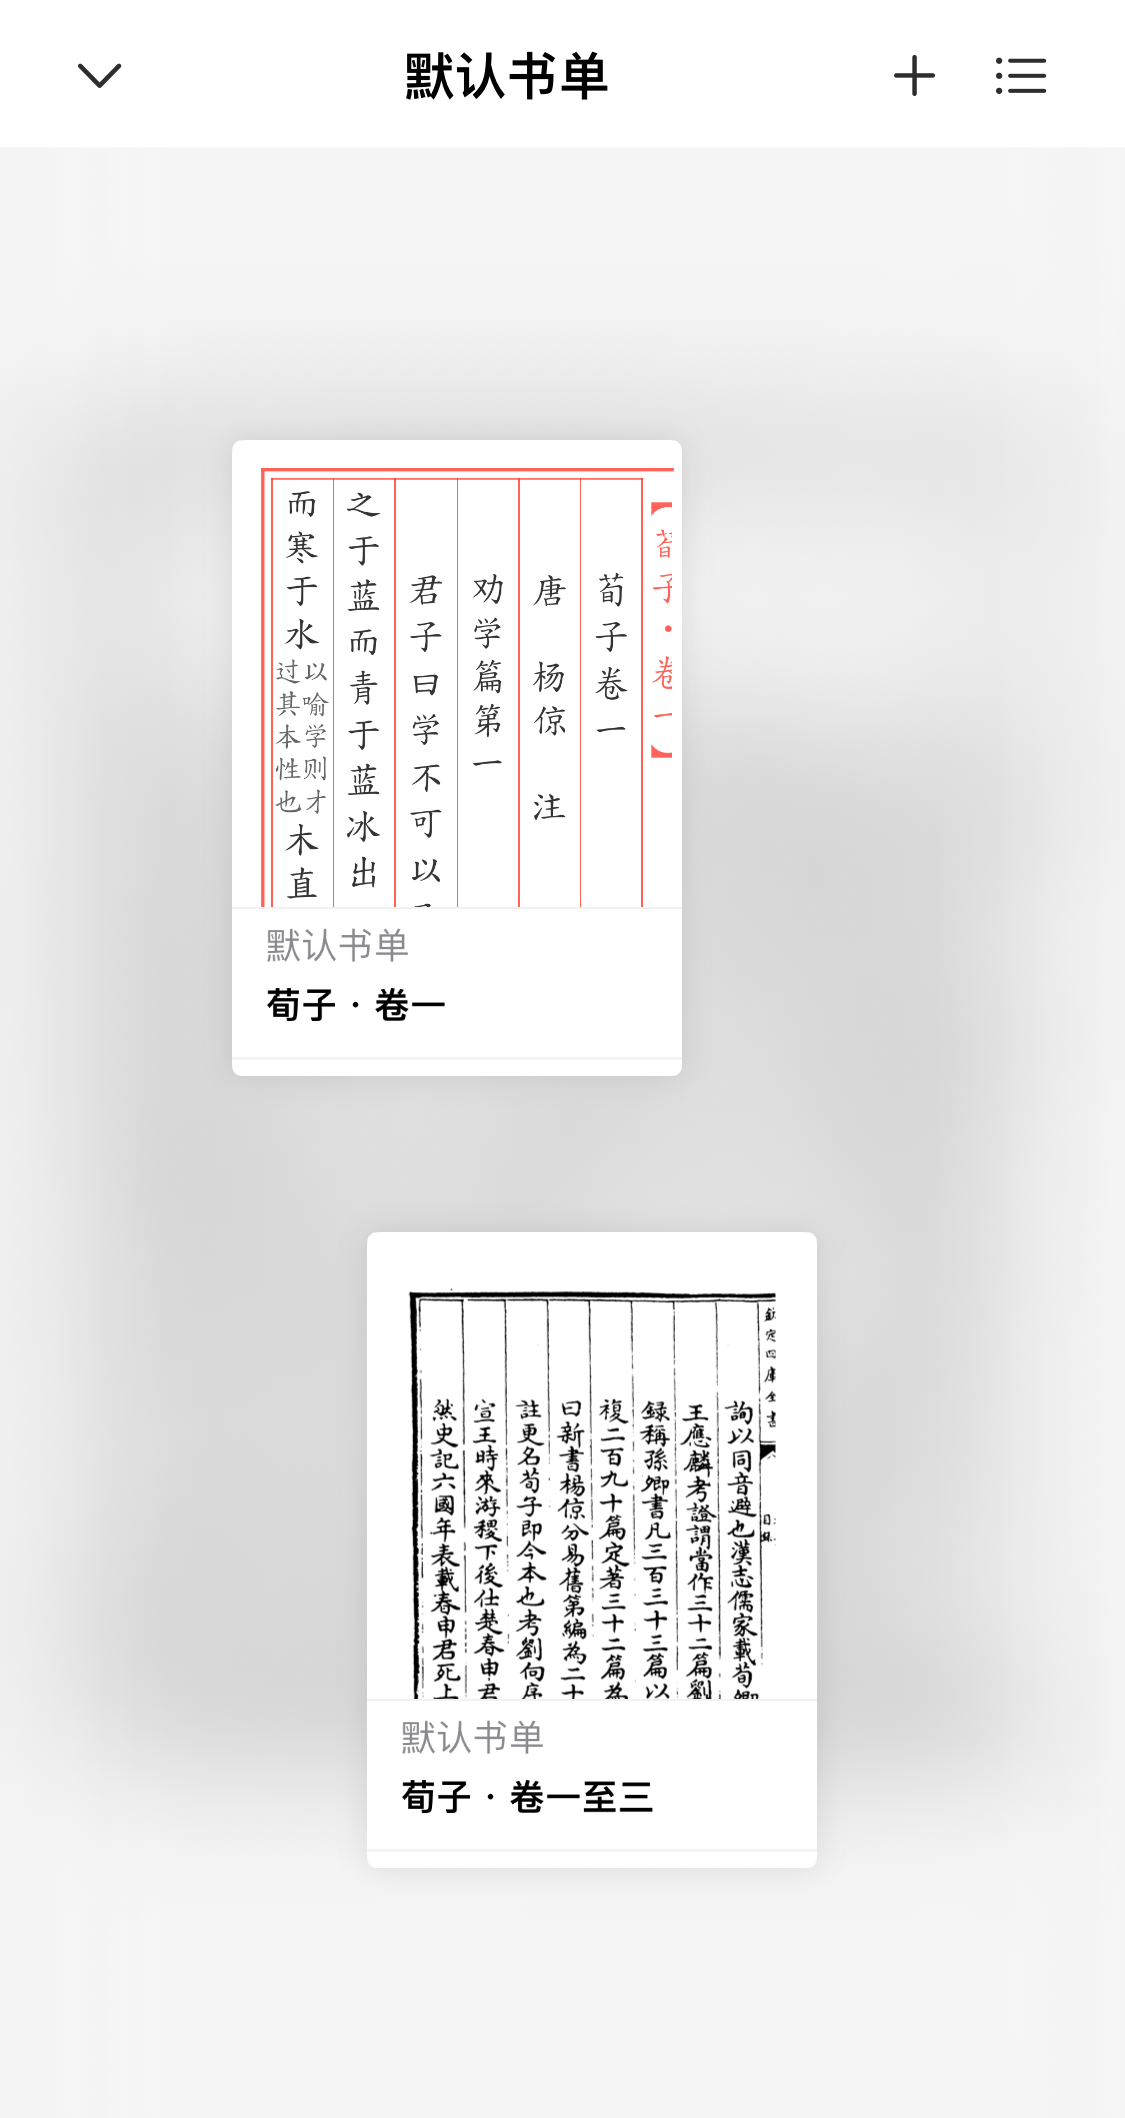 默认书单
【荀子·卷一】
荀子卷一
唐 杨倞 注
劝学篇第一
君子曰学不可以
之于蓝而青于蓝冰出
而寒于水以喻学则才过其本性也木直
默认书单
荀子 · 卷一
欽定四庫全書
目録
詢以同音避也漢志儒家載荀卿
王應麟考證謂當作三十二篇劉
録稱孫卿書凡三百三十三篇以
複二百九十篇定著三十二篇為
曰新書楊倞分易舊第編為二十
註更名荀子即今本也考劉向序
宣王時來游稷下後仕楚春申君
然史記六國年表載春申君死上
默认书单
荀子 · 卷一至三